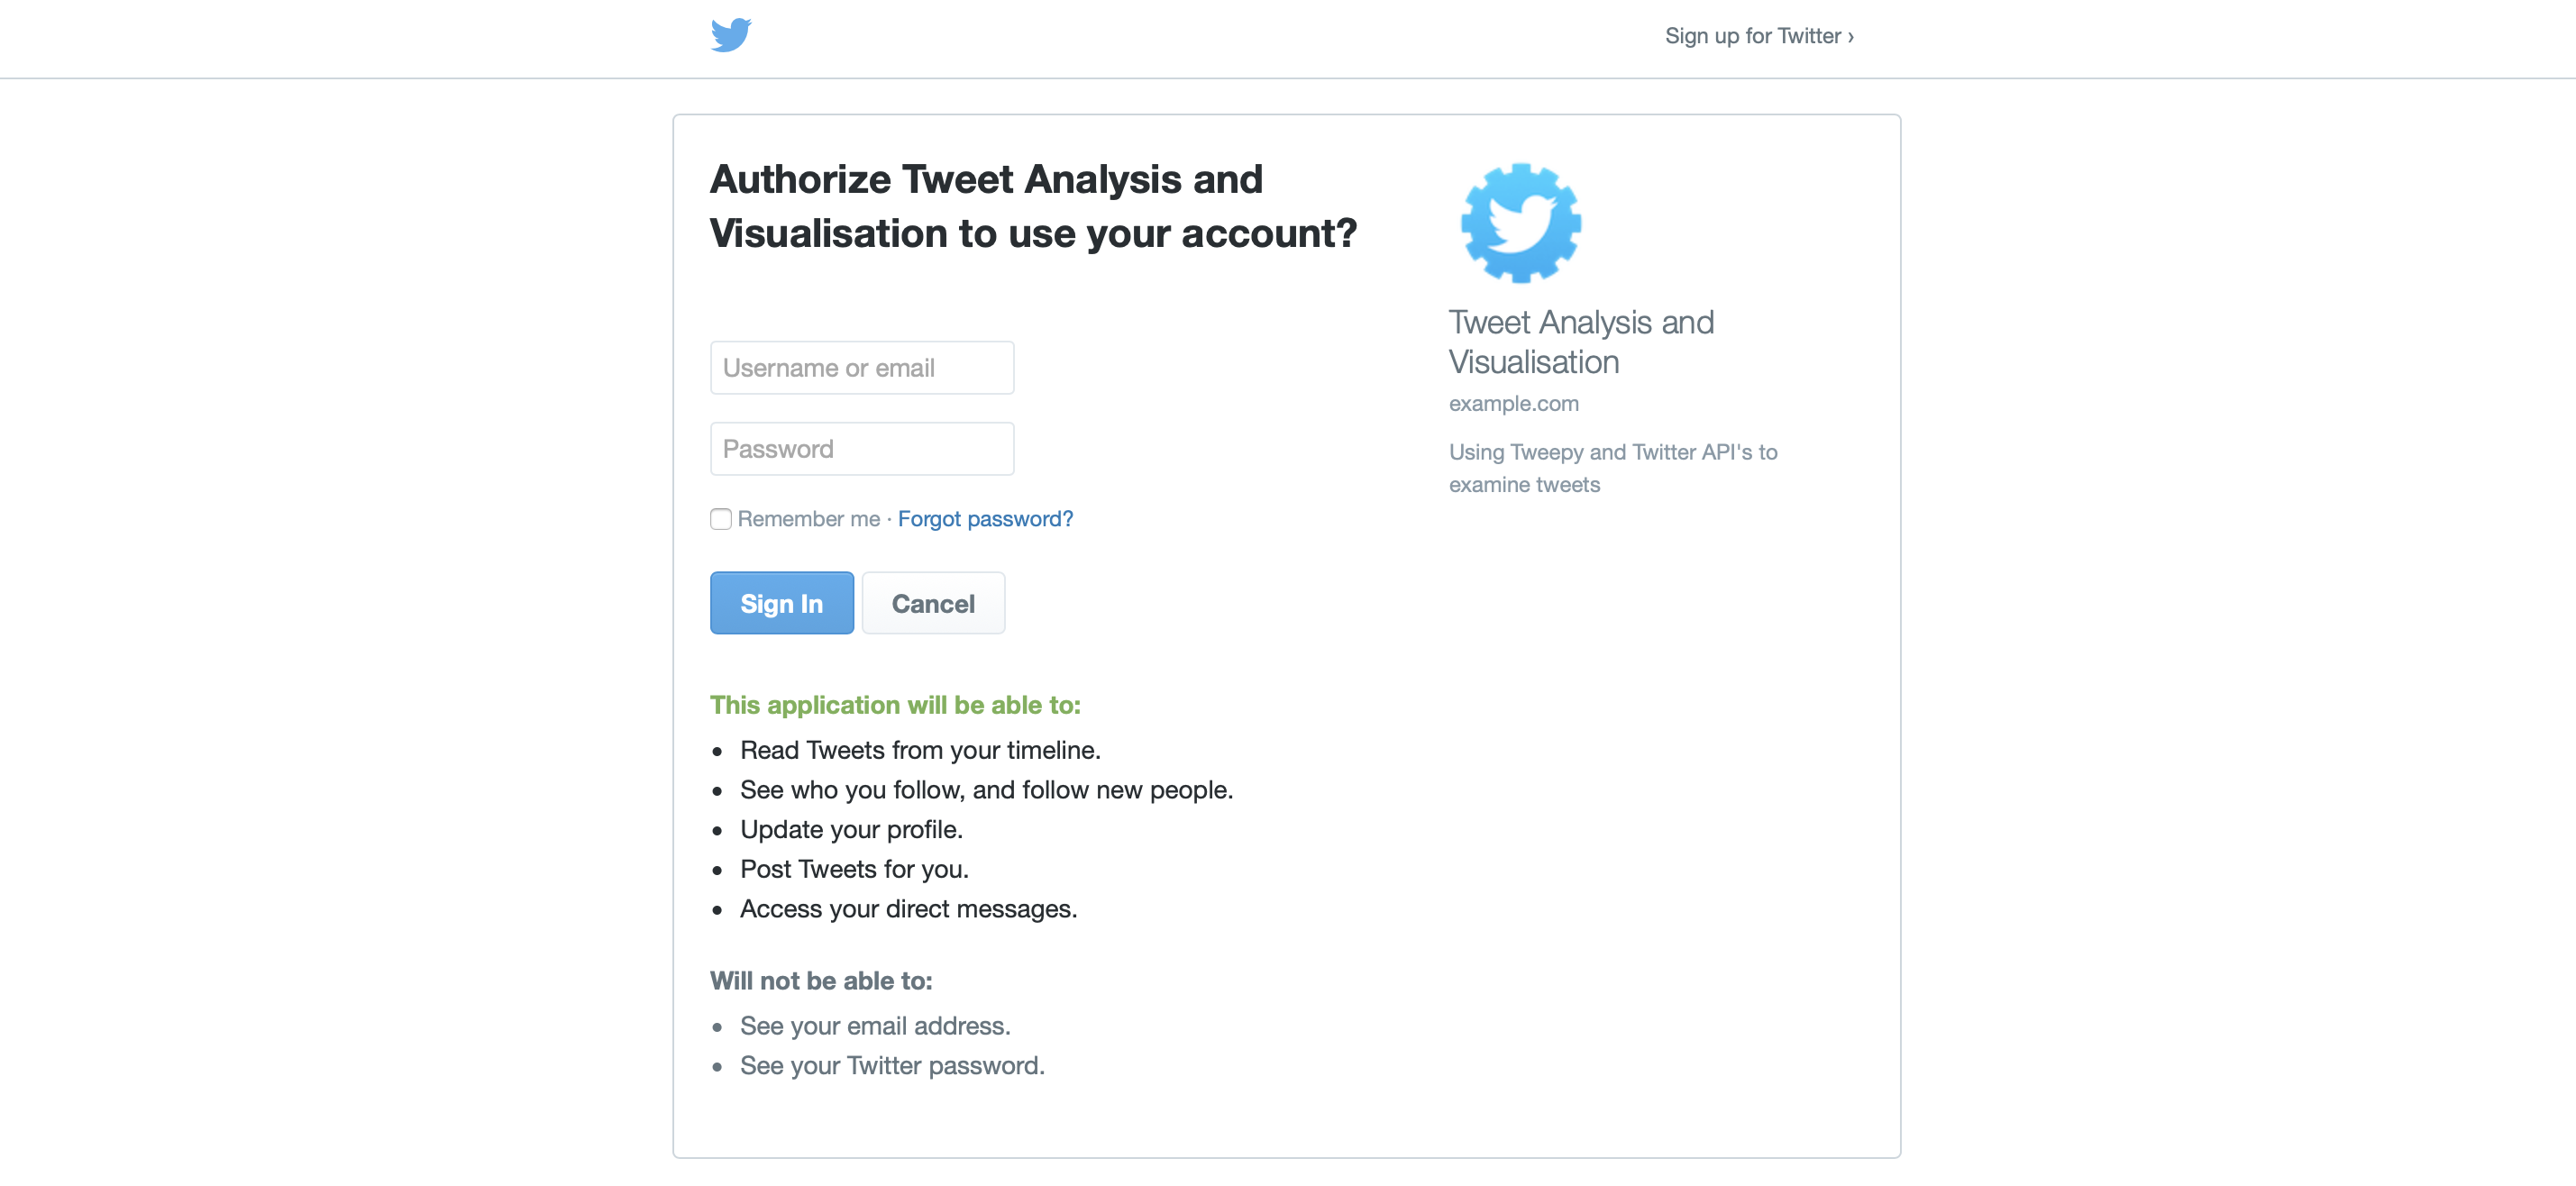 Sign up for Twitter ›
Authorize Tweet Analysis and
Visualisation to use your account?
Username or email
Password
Remember me · Forgot password?
Sign In
Cancel
This application will be able to:
• Read Tweets from your timeline.
• See who you follow, and follow new people.
• Update your profile.
• Post Tweets for you.
• Access your direct messages.
Will not be able to:
• See your email address.
• See your Twitter password.
Tweet Analysis and
Visualisation
example.com
Using Tweepy and Twitter API's to
examine tweets